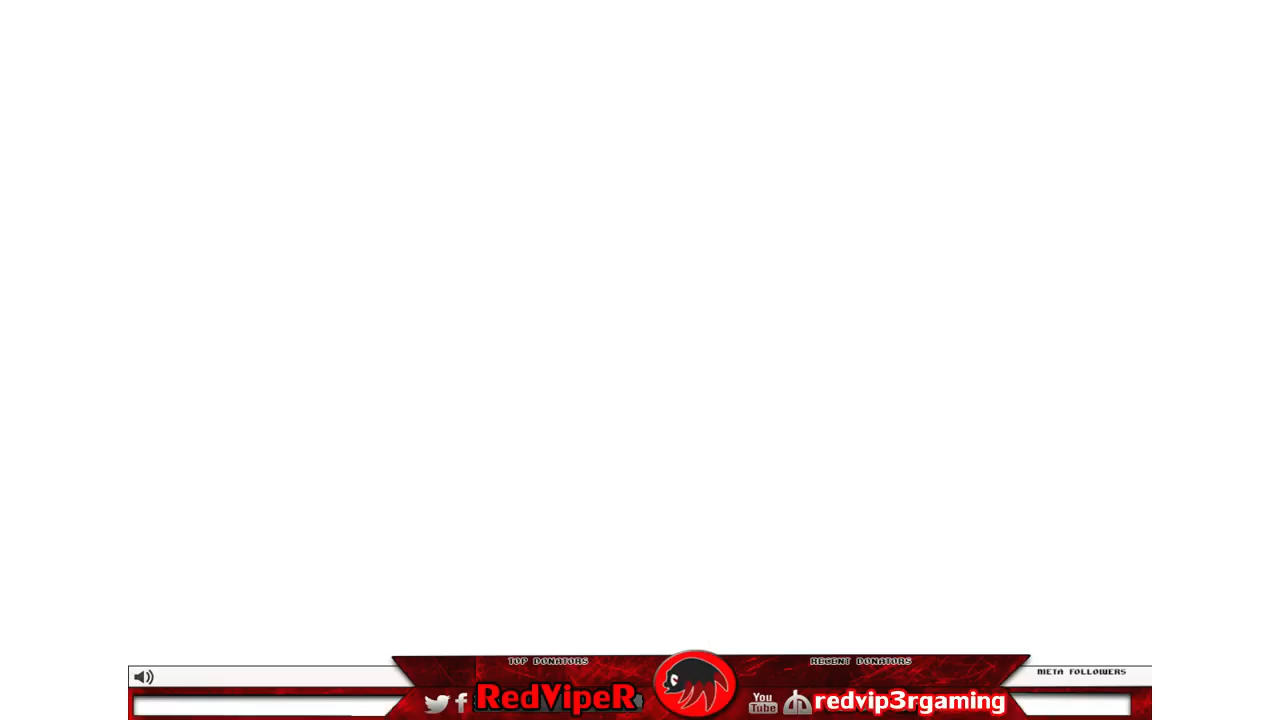 TOP DONATORS
RECENT DONATORS
META FOLLOWERS
f RedVipeR
You
Tube
redvip3rgaming